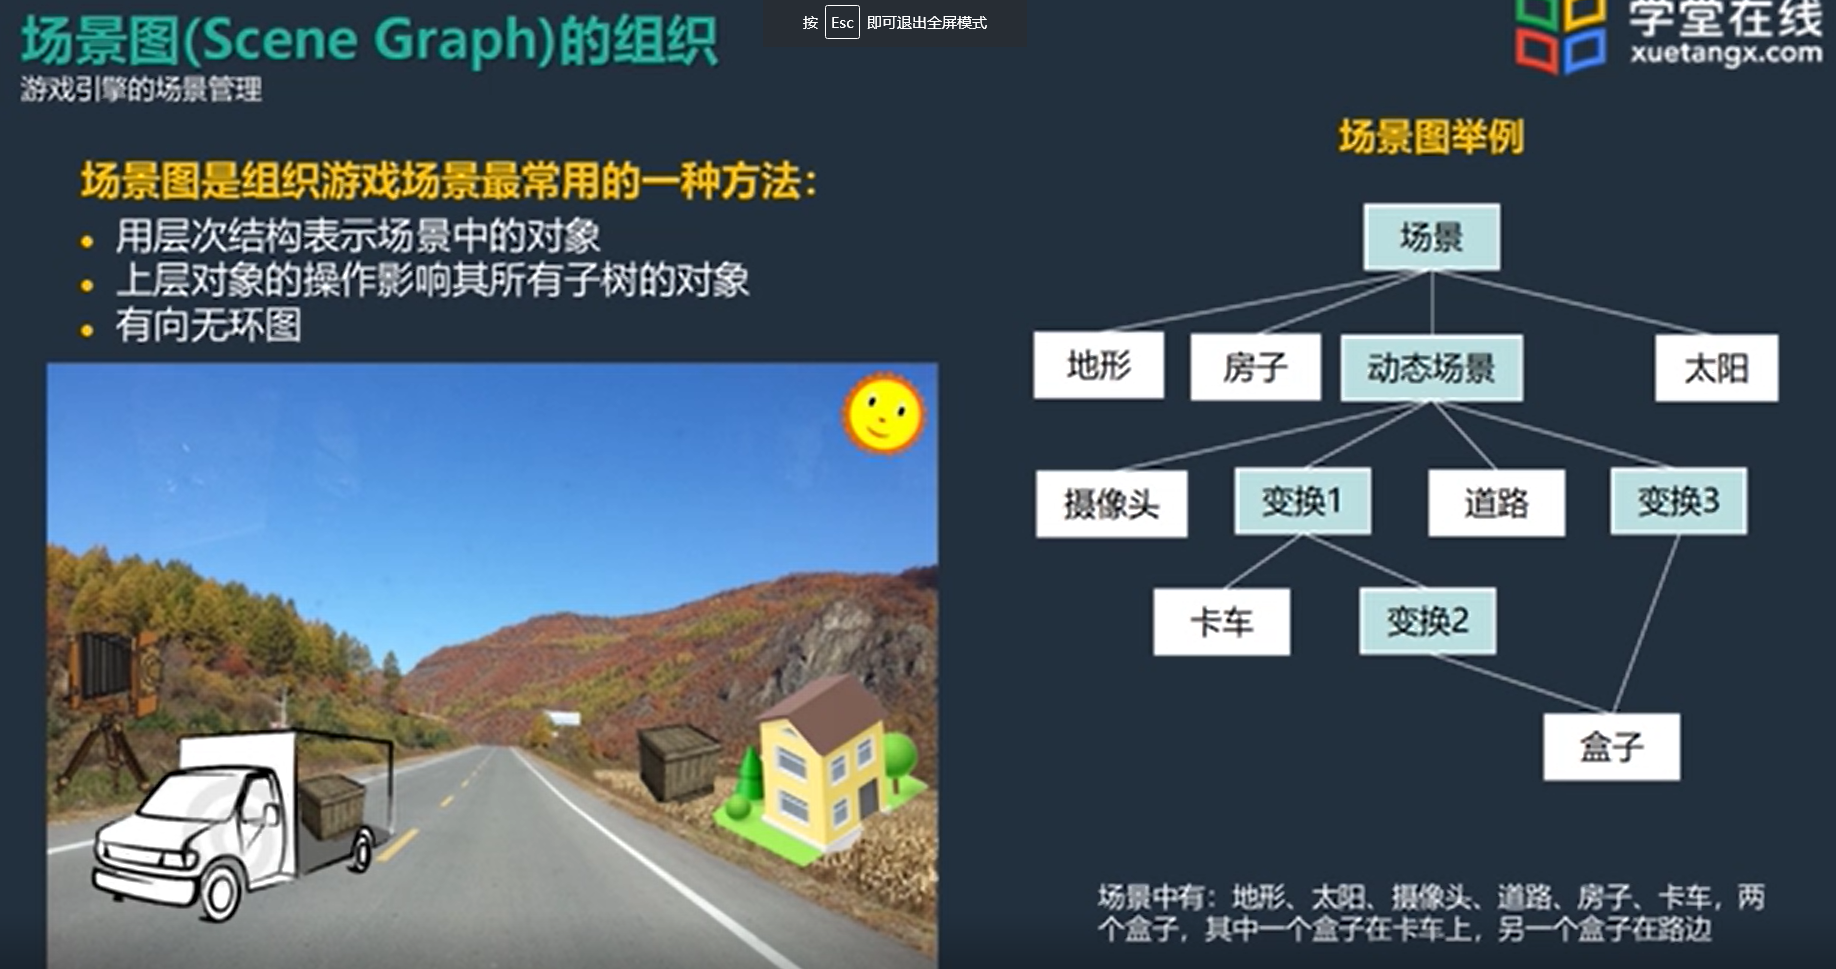 按 Esc 即可退出全屏模式
场景图(Scene Graph)的组织
游戏引擎的场景管理
学堂在线
xuetangx.com
场景图是组织游戏场景最常用的一种方法：
用层次结构表示场景中的对象
上层对象的操作影响其所有子树的对象
有向无环图
场景图举例
场景
地形 房子 动态场景 太阳
摄像头 变换1 道路 变换3
卡车 变换2
盒子
场景中有：地形、太阳、摄像头、道路、房子、卡车，两
个盒子，其中一个盒子在卡车上，另一个盒子在路边